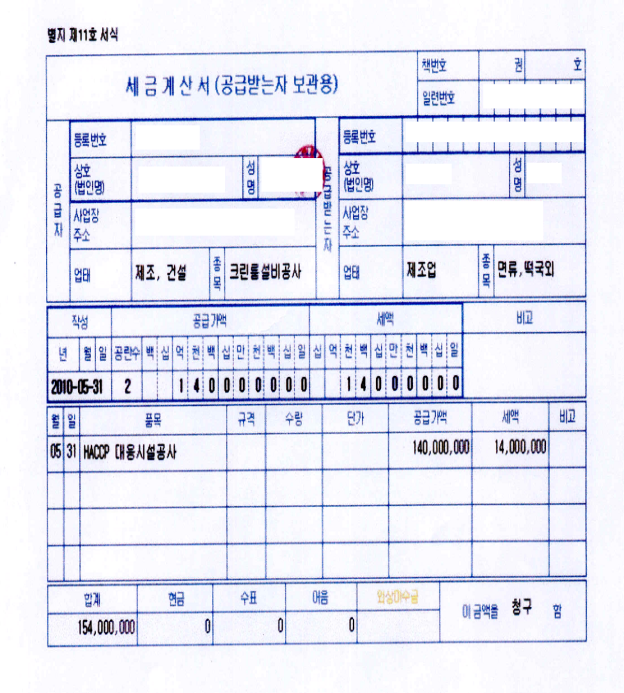 별지 제11호 서식
세금계산서(공급받는자 보관용)
책번호 권 호
일련번호
공급자
등록번호
상호(법인명) 성명
사업장주소
업태 제조, 건설 종목 크린룸설비공사
공급받는자
등록번호
상호(법인명) 성명
사업장주소
업태 제조업 종목 면류,떡국외
작성 공급가액 세액 비고
년 월 일 공란수 백 십 억 천 백 십 만 천 백 십 일 십 억 천 백 십 만 천 백 십 일
2010-05-31 2 1 4 0 0 0 0 0 0 0 1 4 0 0 0 0 0 0
월 일 품목 규격 수량 단가 공급가액 세액 비고
05 31 HACCP 대응시설공사 140,000,000 14,000,000
합계 현금 수표 어음 외상미수금 이 금액을 청구 함
154,000,000 0 0 0